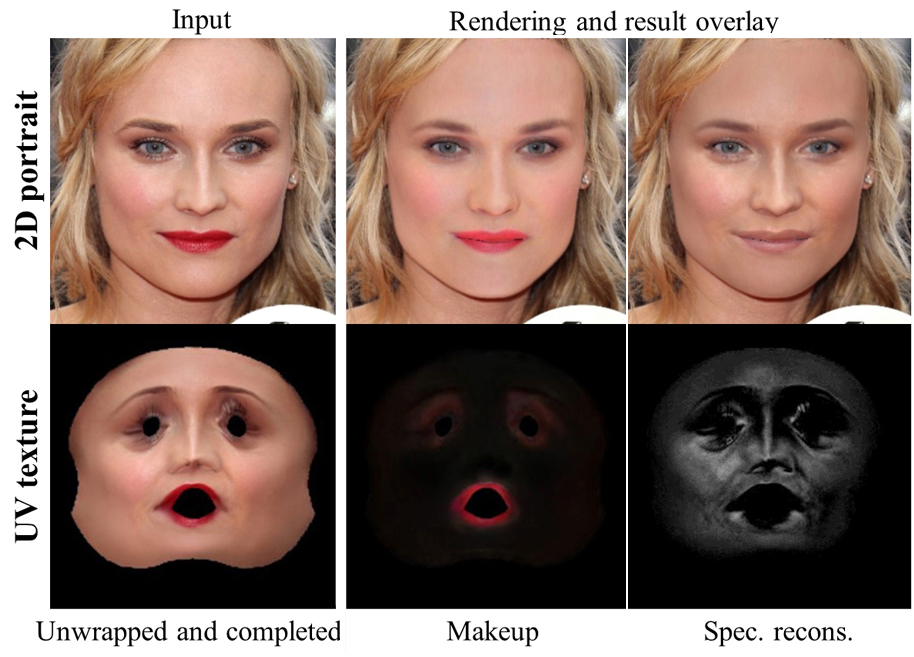 Input
Rendering and result overlay
2D portrait
UV texture
Unwrapped and completed
Makeup
Spec. recons.